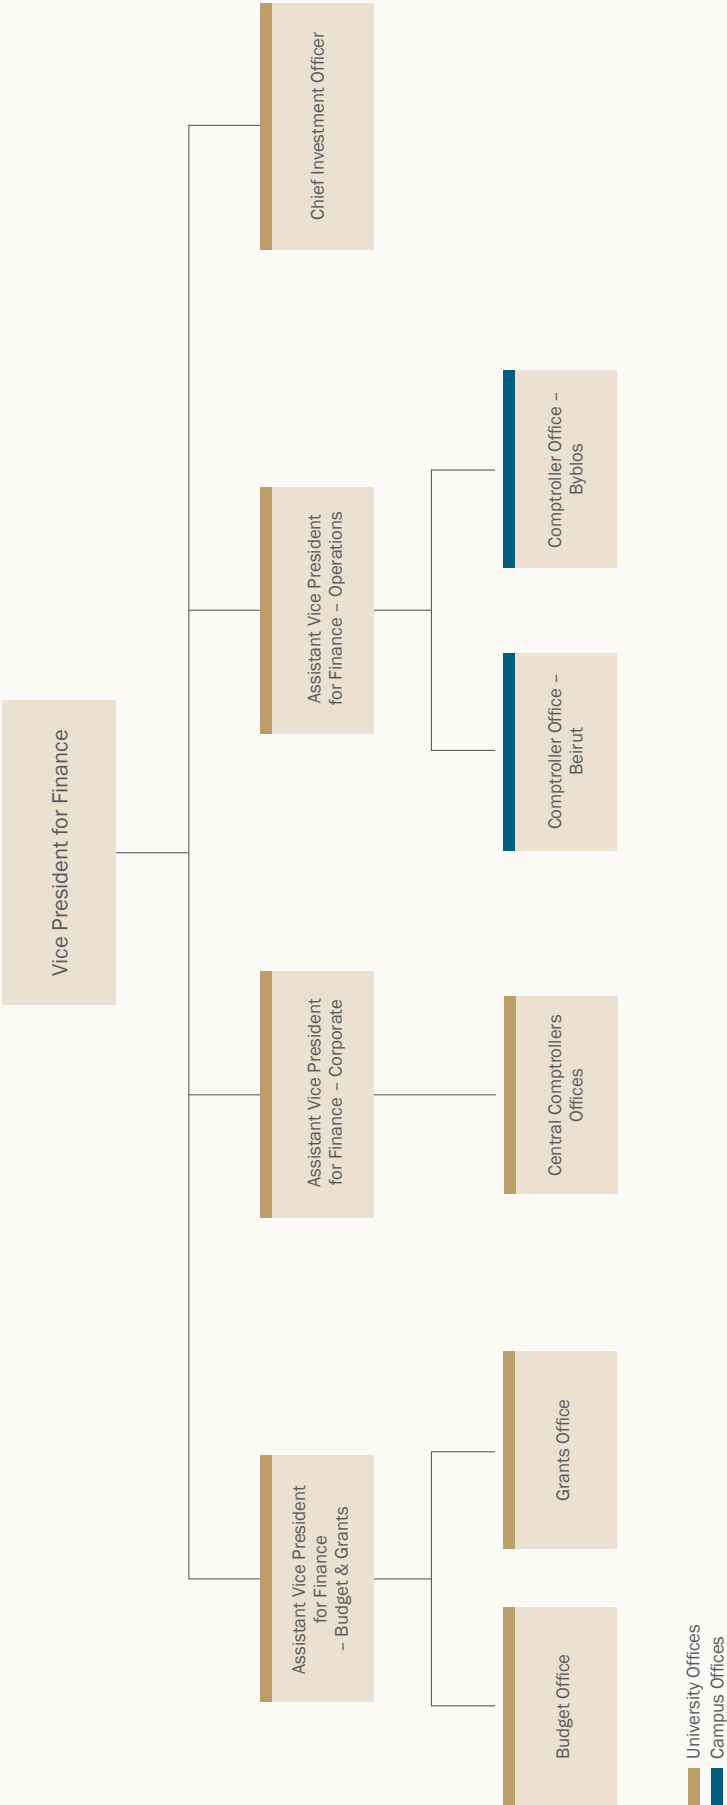 Vice President for Finance
Assistant Vice President
for Finance
– Budget & Grants
Assistant Vice President
for Finance – Corporate
Assistant Vice President
for Finance – Operations
Chief Investment Officer
Budget Office
Grants Office
Central Comptrollers
Offices
Comptroller Office –
Beirut
Comptroller Office –
Byblos
University Offices
Campus Offices